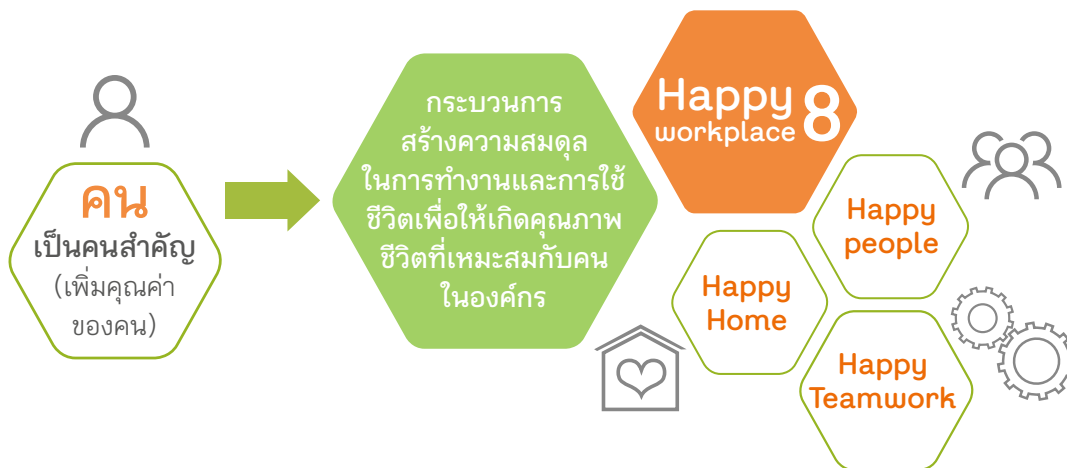 คน
เป็นคนสำคัญ
(เพิ่มคุณค่า
ของคน)
กระบวนการ
สร้างความสมดุล
ในการทำงานและการใช้
ชีวิตเพื่อให้เกิดคุณภาพ
ชีวิตที่เหมะสมกับคน
ในองค์กร
Happy 8
workplace
Happy
people
Happy
Home
Happy
Teamwork